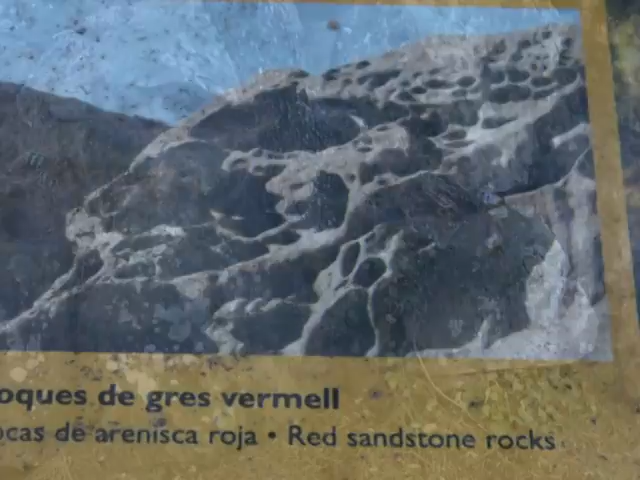 oques de gres vermell
ocas de arenisca roja • Red sandstone rocks